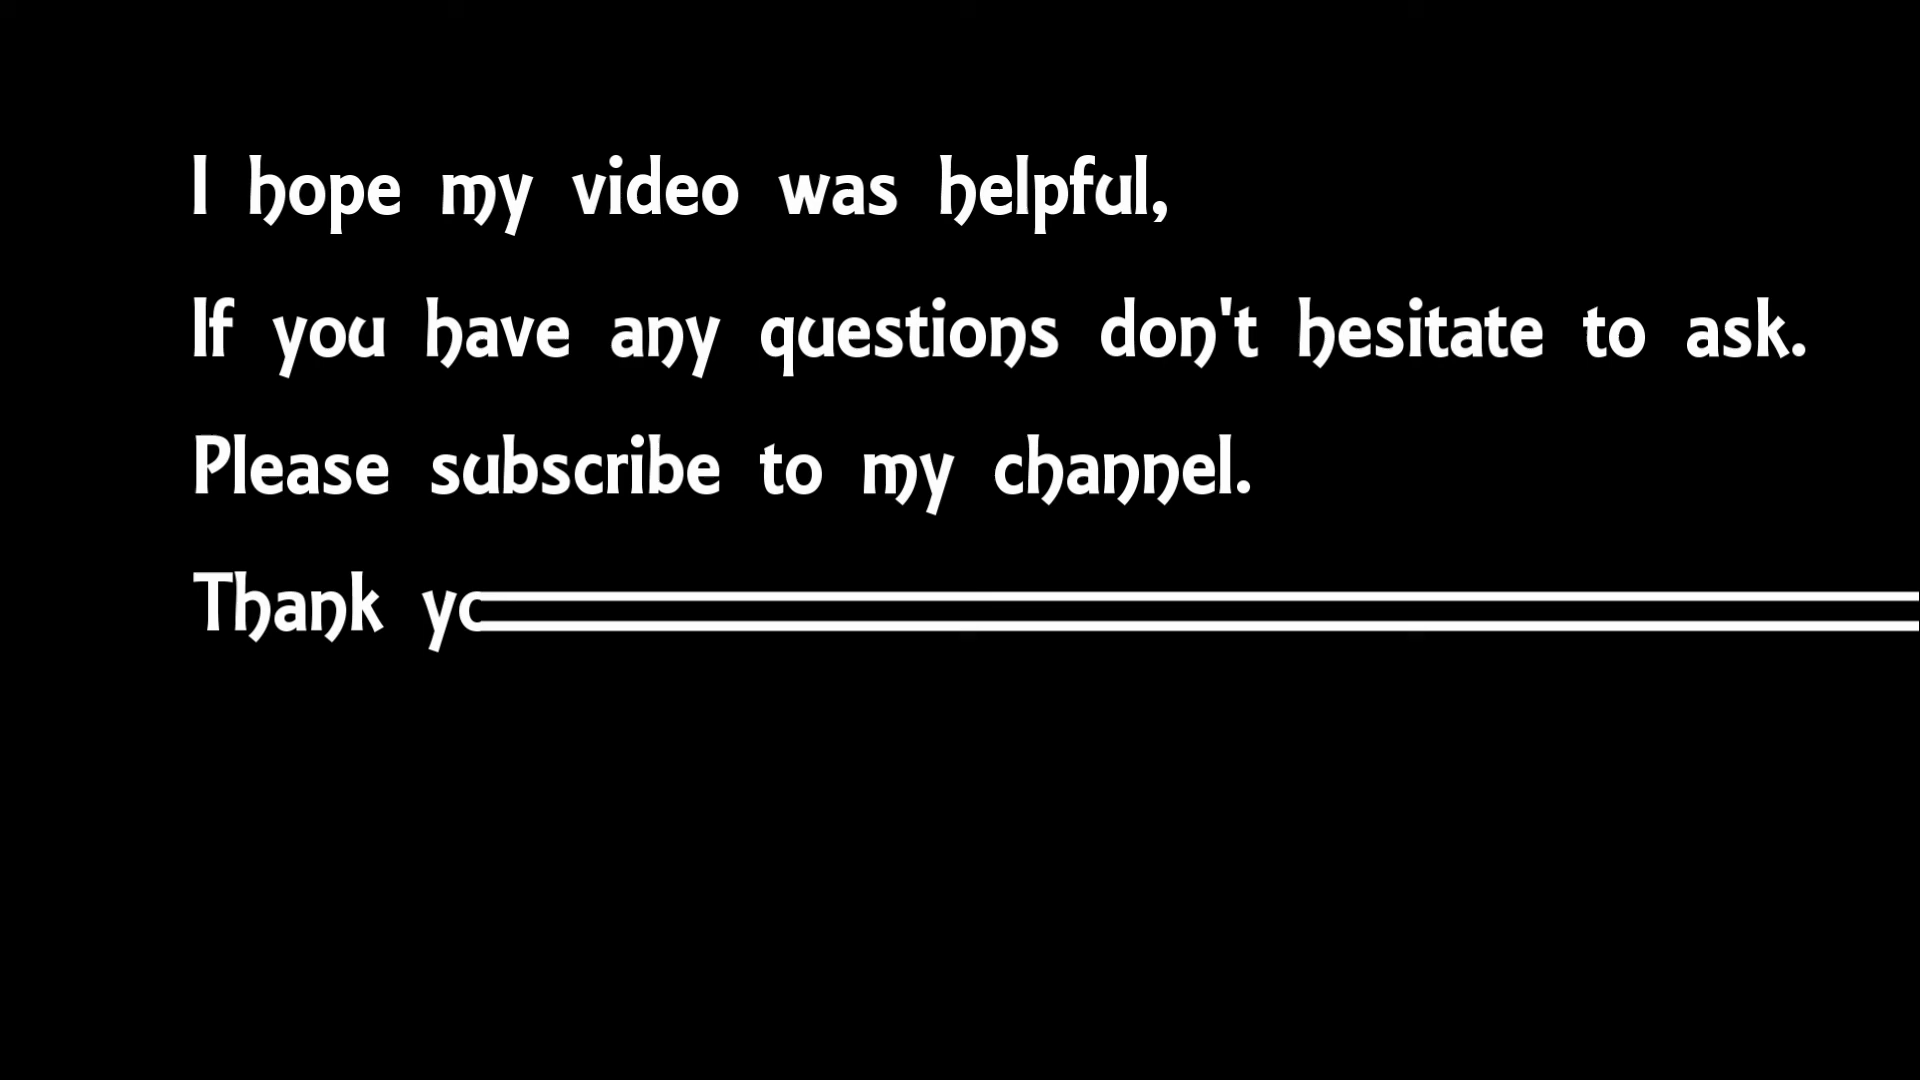 I hope my video was helpful,
If you have any questions don't hesitate to ask.
Please subscribe to my channel.
Thank